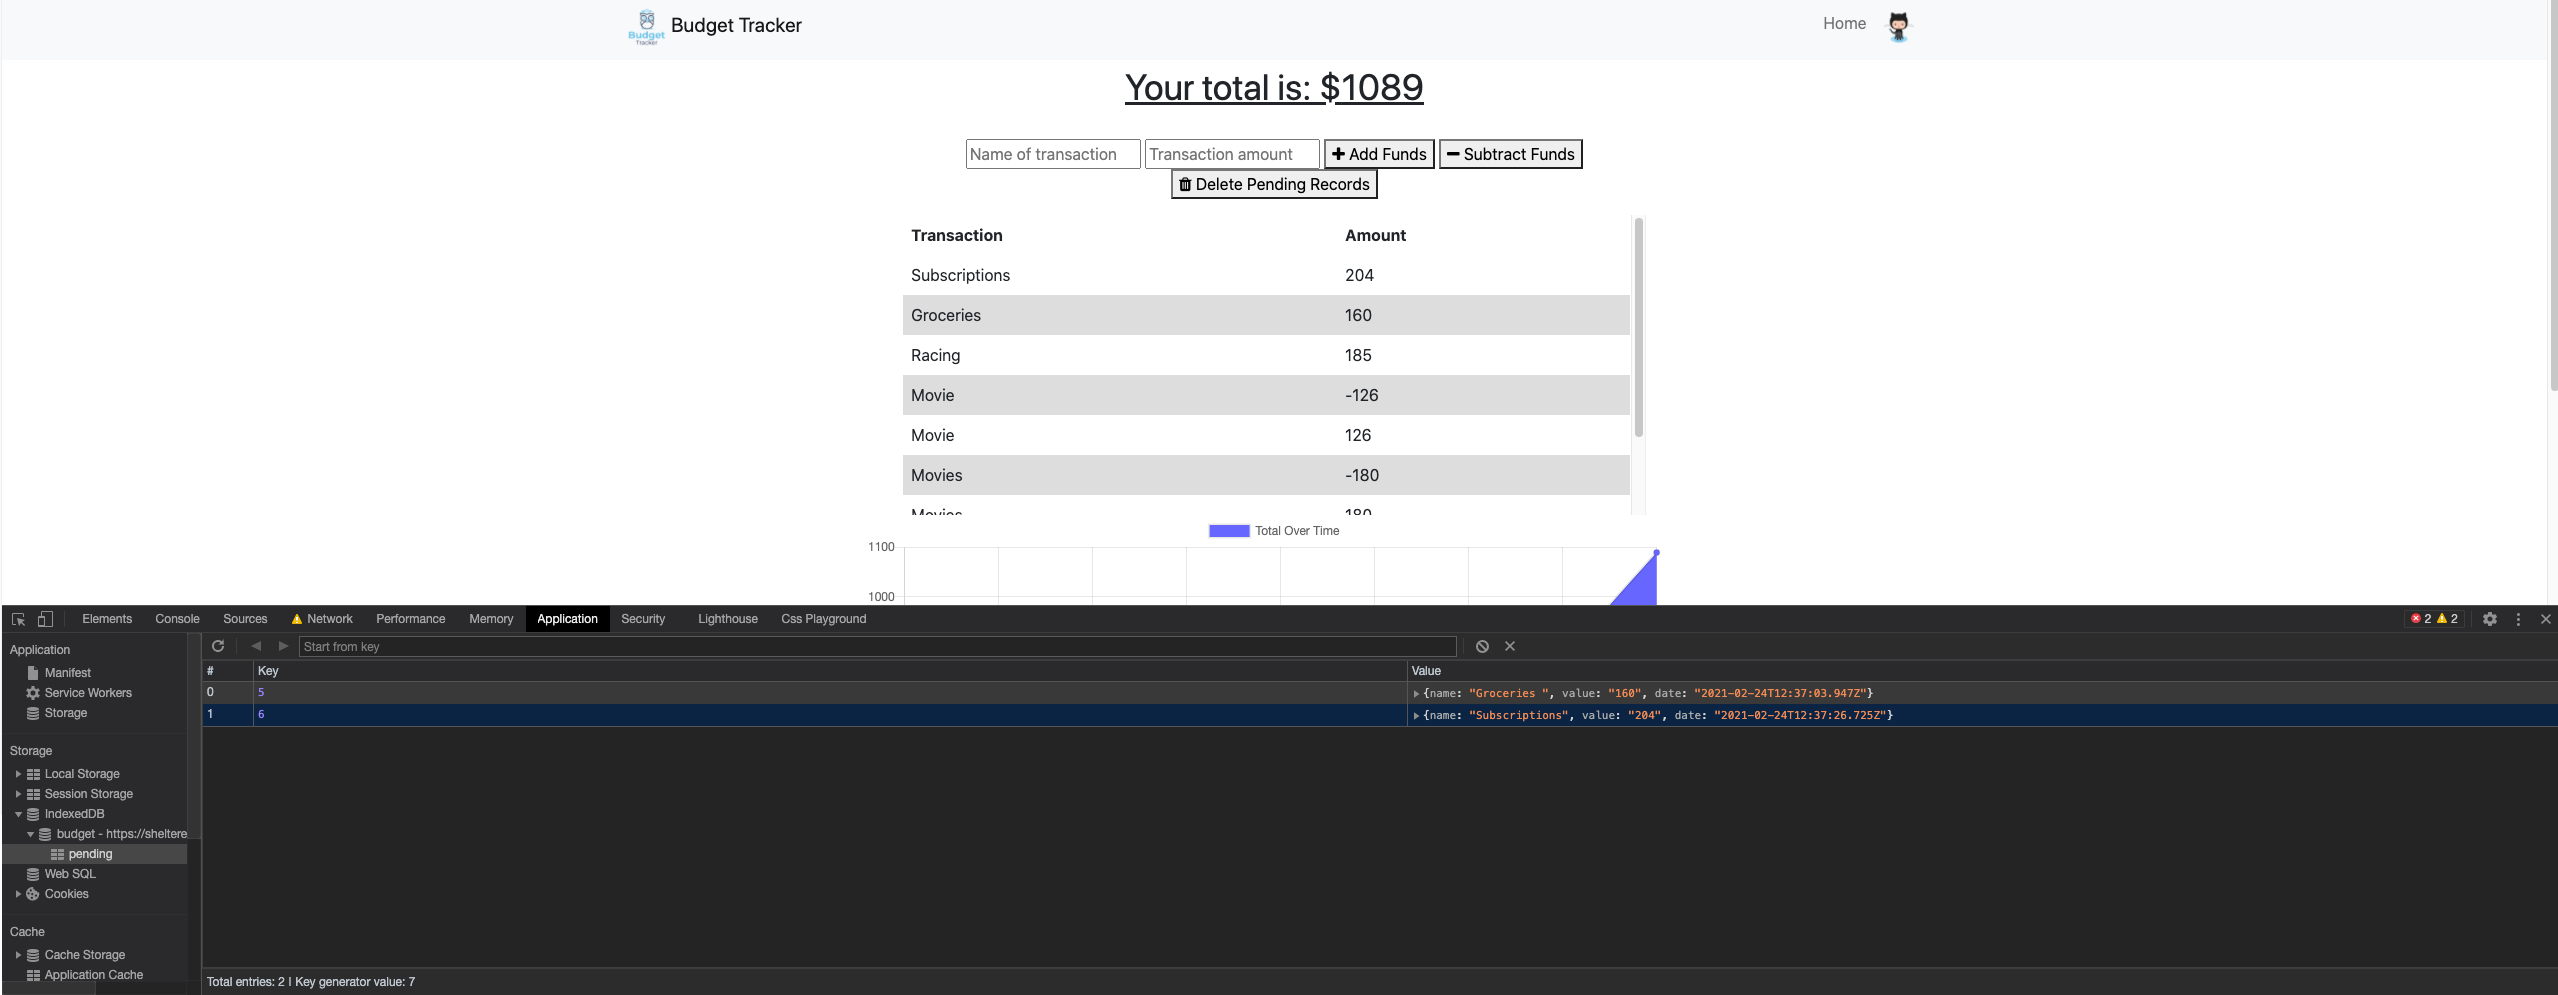 Budget Tracker
Budget Tracker
Home
Your total is: $1089
Name of transaction Transaction amount Add Funds Subtract Funds
Delete Pending Records
Transaction Amount
Subscriptions 204
Groceries 160
Racing 185
Movie -126
Movie 126
Movies -180
Movies 180
Total Over Time
1100
1000
Elements Console Sources Network Performance Memory Application Security Lighthouse Css Playground 2 2
Application
Manifest
Service Workers
Storage
Storage
Local Storage
Session Storage
IndexedDB
budget - https://sheltere
pending
Web SQL
Cookies
Cache
Cache Storage
Application Cache
Start from key
# Key Value
0 5 {name: "Groceries ", value: "160", date: "2021-02-24T12:37:03.947Z"}
1 6 {name: "Subscriptions", value: "204", date: "2021-02-24T12:37:26.725Z"}
Total entries: 2 | Key generator value: 7